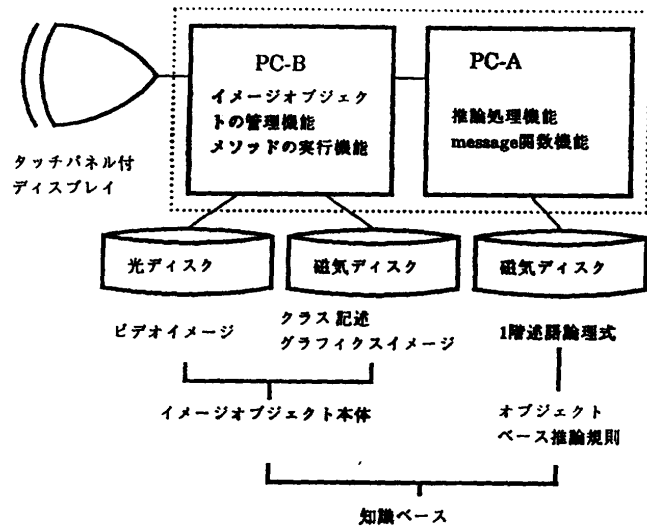 PC-B
イメージオブジェク
トの管理機能
メソッドの実行機能
PC-A
推論処理機能
message関数機能
タッチパネル付
ディスプレイ
光ディスク
磁気ディスク
磁気ディスク
ビデオイメージ
クラス記述
グラフィクスイメージ
1階述語論理式
イメージオブジェクト本体
オブジェクト
ベース推論規則
知識ベース